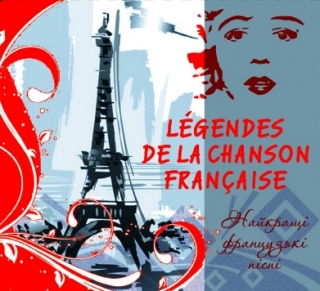 LÉGENDES
DE LA CHANSON
FRANÇAISE
Найкращі
французькі
пісні